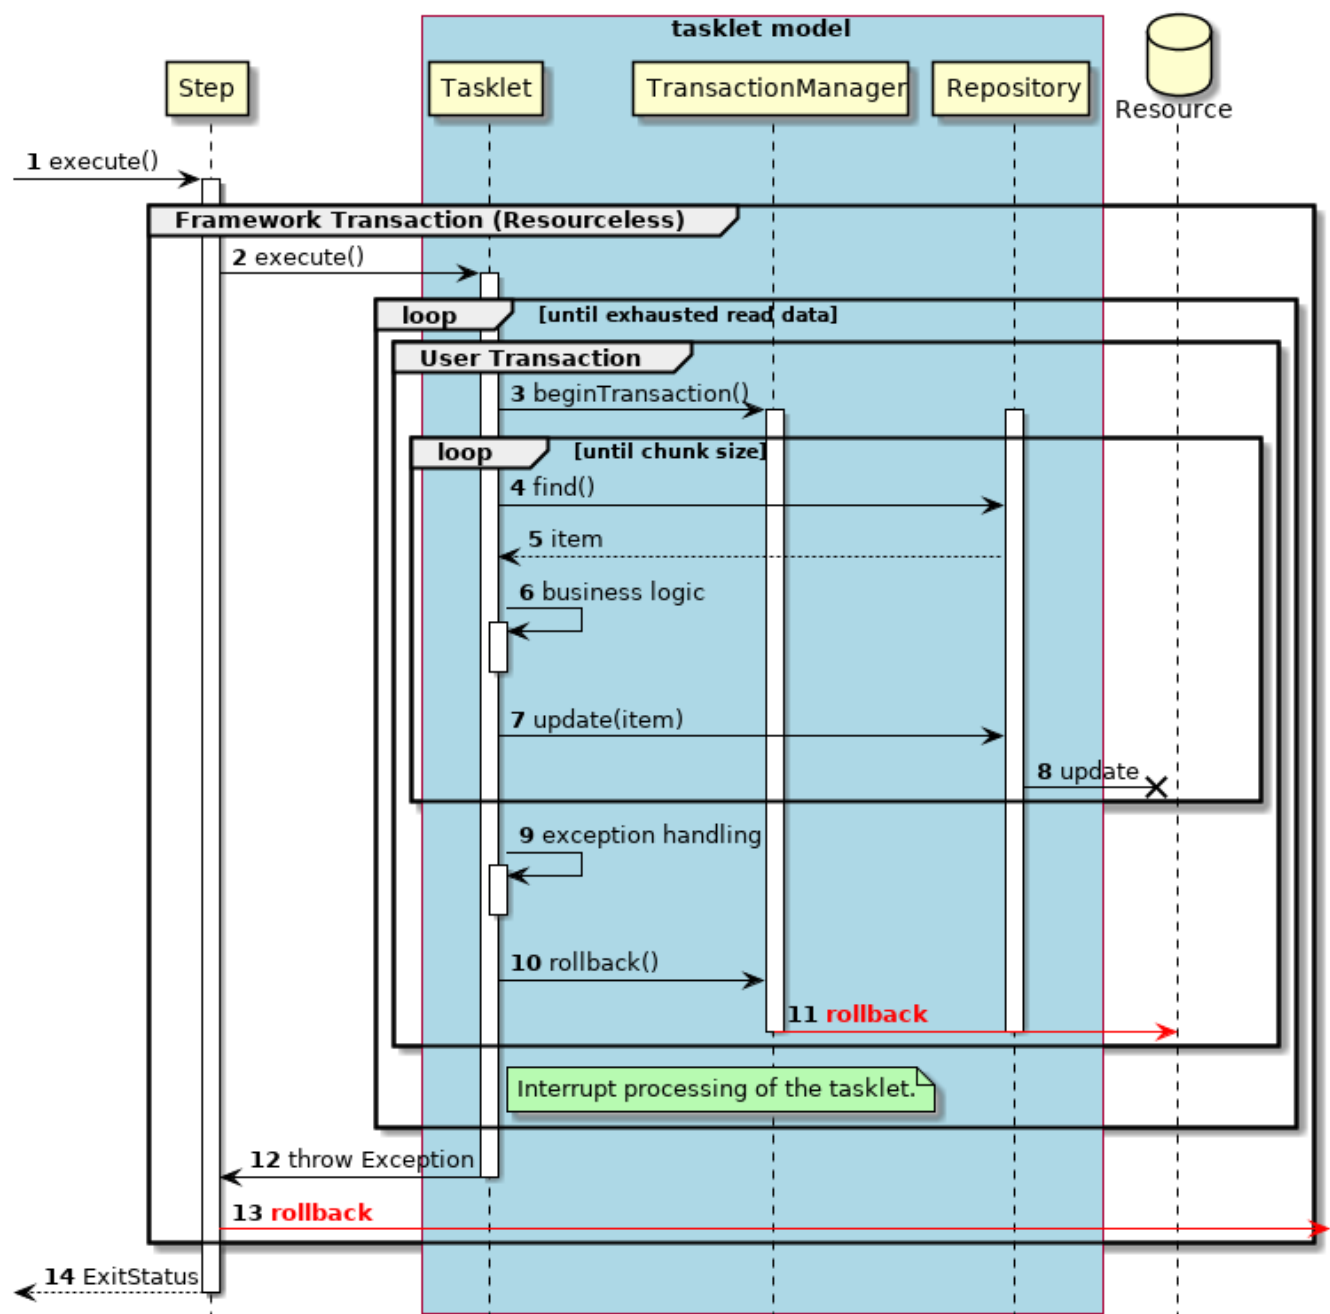 tasklet model
Step
Tasklet
TransactionManager
Repository
Resource
1 execute()
Framework Transaction (Resourceless)
2 execute()
loop [until exhausted read data]
User Transaction
3 beginTransaction()
loop [until chunk size]
4 find()
5 item
6 business logic
7 update(item)
8 update
9 exception handling
10 rollback()
11 rollback
Interrupt processing of the tasklet.
12 throw Exception
13 rollback
14 ExitStatus